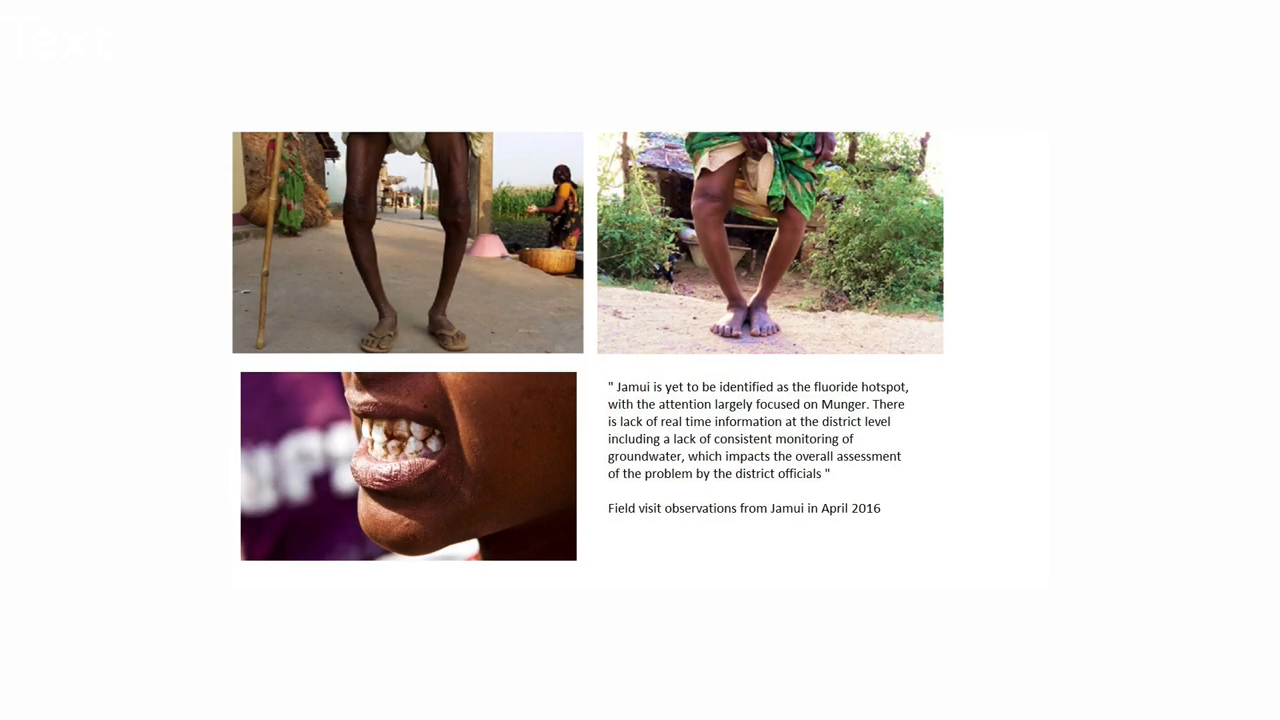 Text
" Jamui is yet to be identified as the fluoride hotspot,
with the attention largely focused on Munger. There
is lack of real time information at the district level
including a lack of consistent monitoring of
groundwater, which impacts the overall assessment
of the problem by the district officials "
Field visit observations from Jamui in April 2016